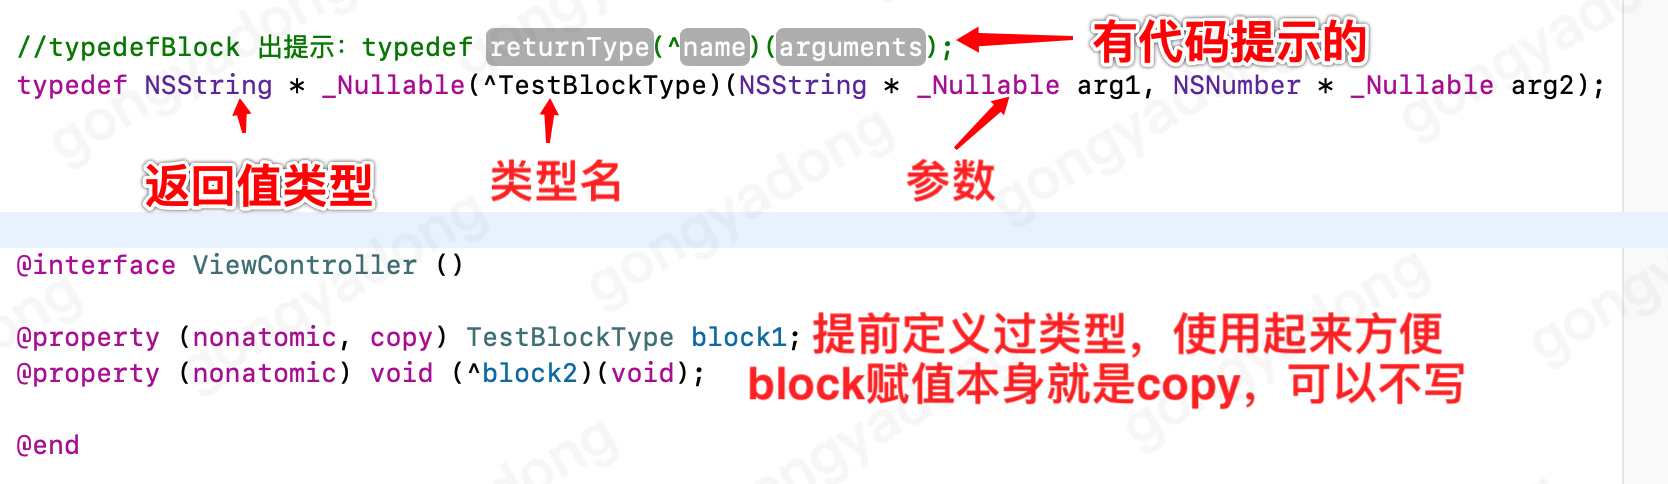 //typedefBlock 出提示：typedef returnType(^name)(arguments);
有代码提示的
typedef NSString * _Nullable(^TestBlockType)(NSString * _Nullable arg1, NSNumber * _Nullable arg2);
返回值类型
类型名
参数
@interface ViewController ()
@property (nonatomic, copy) TestBlockType block1;
提前定义过类型，使用起来方便
@property (nonatomic) void (^block2)(void);
block赋值本身就是copy，可以不写
@end
gongyadong